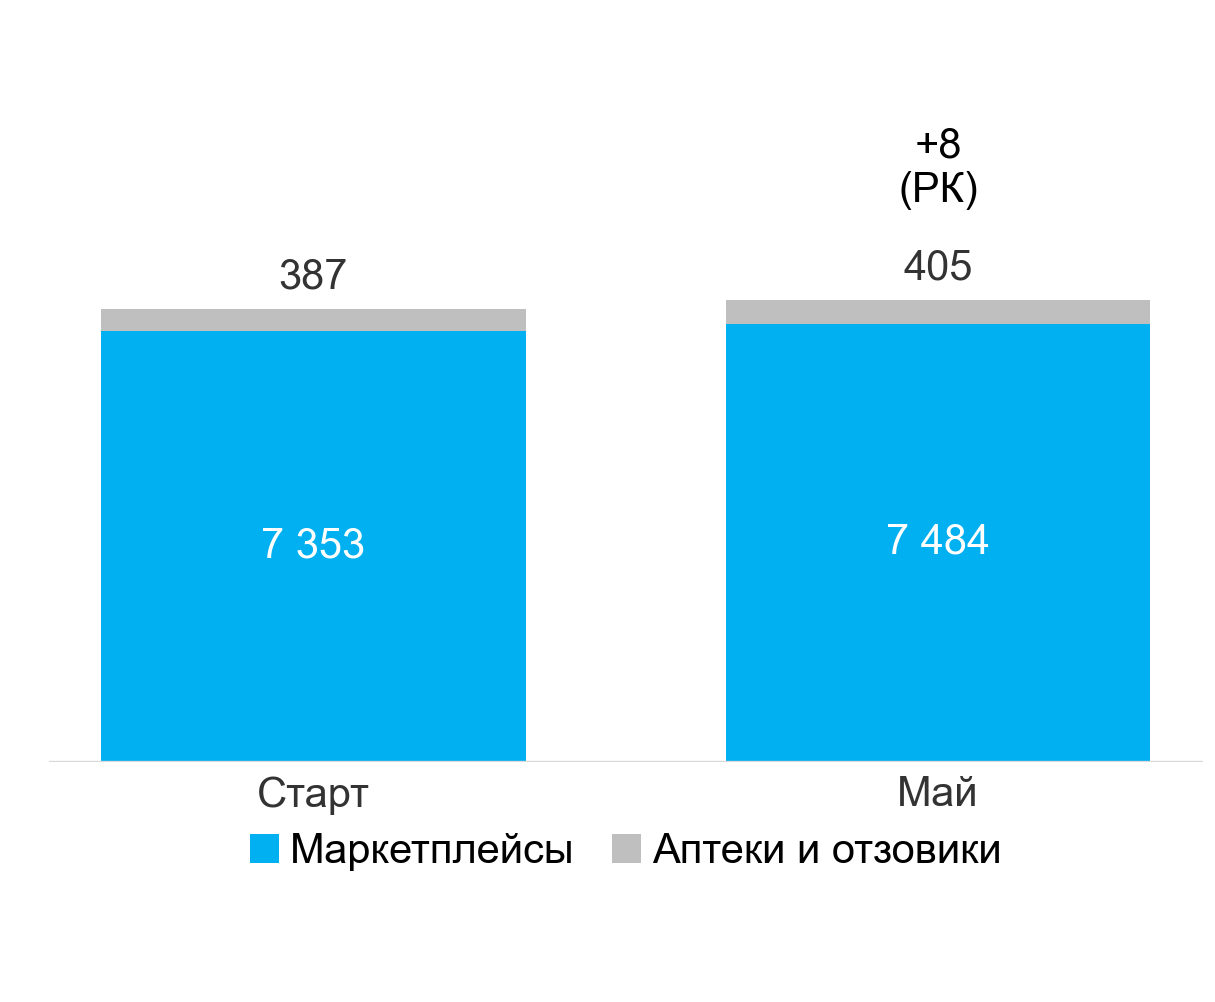 +8
(РК)
387
405
7 353
7 484
Старт
Май
Маркетплейсы
Аптеки и отзовики